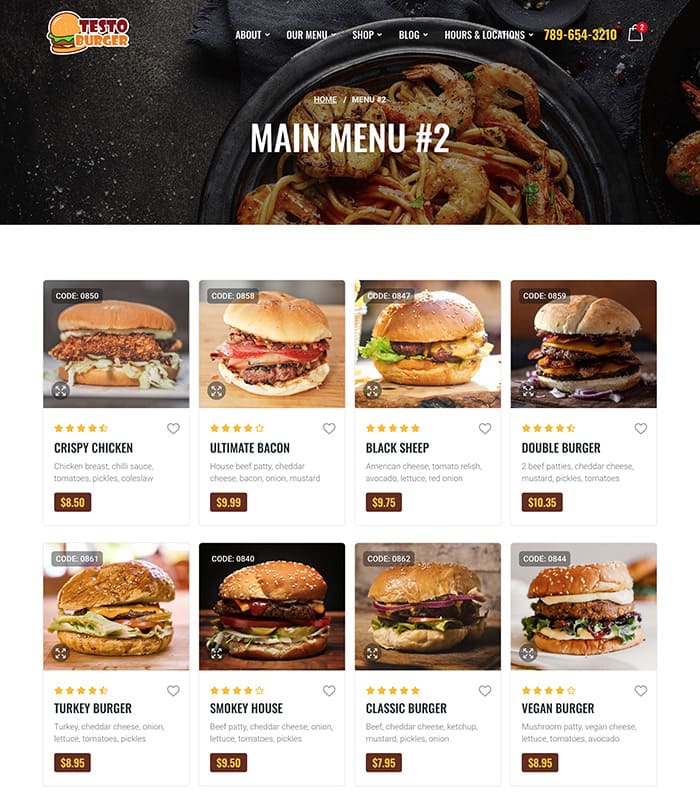 TESTO
BURGER
ABOUT OUR MENU SHOP BLOG HOURS & LOCATIONS 789-654-3210 2
HOME / MENU #2
MAIN MENU #2
CODE: 0850
CODE: 0858
CODE: 0847
CODE: 0859
CRISPY CHICKEN
Chicken breast, chilli sauce,
tomatoes, pickles, coleslaw
$8.50
ULTIMATE BACON
House beef patty, cheddar
cheese, bacon, onion, mustard
$9.99
BLACK SHEEP
American cheese, tomato relish,
avocado, lettuce, red onion
$9.75
DOUBLE BURGER
2 beef patties, cheddar cheese,
mustard, pickles, tomatoes
$10.35
CODE: 0861
CODE: 0840
CODE: 0862
CODE: 0844
TURKEY BURGER
Turkey, cheddar cheese, onion,
lettuce, tomatoes, pickles
$8.95
SMOKEY HOUSE
Beef patty, cheddar cheese, onion,
lettuce, tomatoes, pickles
$9.50
CLASSIC BURGER
Beef, cheddar cheese, ketchup,
mustard, pickles, onion
$7.95
VEGAN BURGER
Mushroom patty, vegan cheese,
lettuce, tomatoes, avocado
$8.95